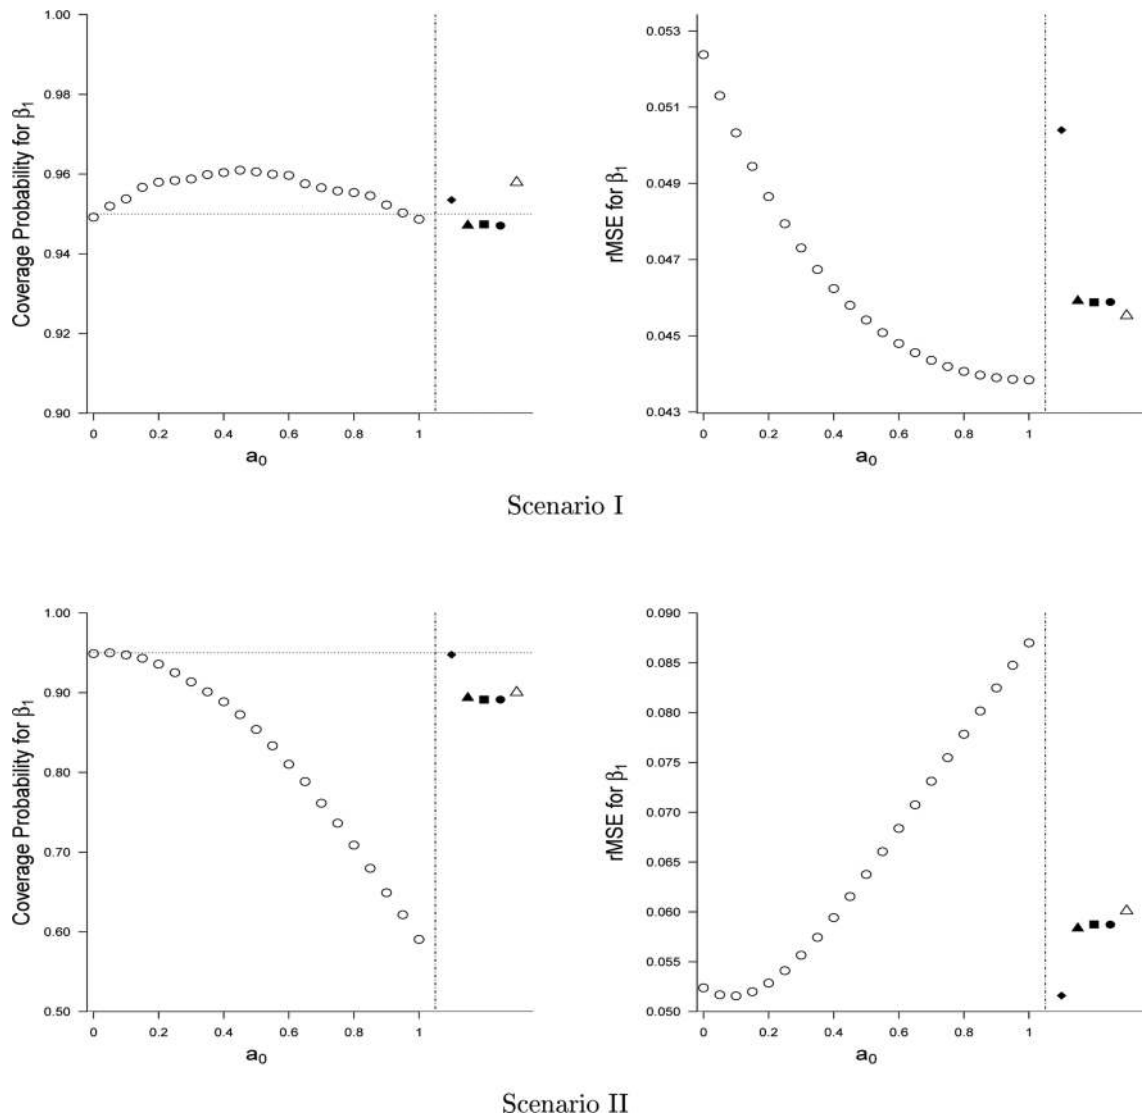 1.00
0.98
0.96
0.94
0.92
0.90
Coverage Probability for β1
0 0.2 0.4 0.6 0.8 1
a0
0.053
0.051
0.049
0.047
0.045
0.043
rMSE for β1
0 0.2 0.4 0.6 0.8 1
a0
Scenario I
1.00
0.90
0.80
0.70
0.60
0.50
Coverage Probability for β1
0 0.2 0.4 0.6 0.8 1
a0
0.090
0.085
0.080
0.075
0.070
0.065
0.060
0.055
0.050
rMSE for β1
0 0.2 0.4 0.6 0.8 1
a0
Scenario II